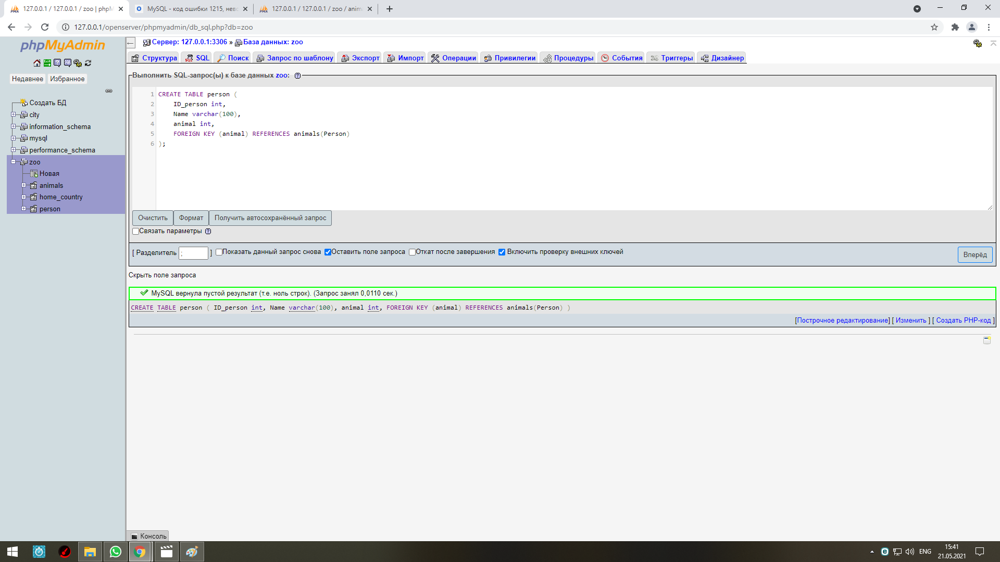 127.0.0.1 / 127.0.0.1 / zoo | phpM
MySQL - код ошибки 1215, нево
127.0.0.1 / 127.0.0.1 / zoo / anima
127.0.0.1/openserver/phpmyadmin/db_sql.php?db=zoo
phpMyAdmin
Недавнее Избранное
Создать БД
city
information_schema
mysql
performance_schema
zoo
Новая
animals
home_country
person
Сервер: 127.0.0.1:3306 » База данных: zoo
Структура SQL Поиск Запрос по шаблону Экспорт Импорт Операции Привилегии Процедуры События Триггеры Дизайнер
Выполнить SQL-запрос(ы) к базе данных zoo:
1 CREATE TABLE person (
2 ID_person int,
3 Name varchar(100),
4 animal int,
5 FOREIGN KEY (animal) REFERENCES animals(Person)
6 );
Очистить Формат Получить автосохранённый запрос
Связать параметры
[ Разделитель ; ] Показать данный запрос снова Оставить поле запроса Откат после завершения Включить проверку внешних ключей Вперёд
Скрыть поле запроса
MySQL вернула пустой результат (т.е. ноль строк). (Запрос занял 0,0110 сек.)
CREATE TABLE person ( ID_person int, Name varchar(100), animal int, FOREIGN KEY (animal) REFERENCES animals(Person) )
[Построчное редактирование] [ Изменить ] [ Создать PHP-код ]
Консоль
ENG
15:41
21.05.2021